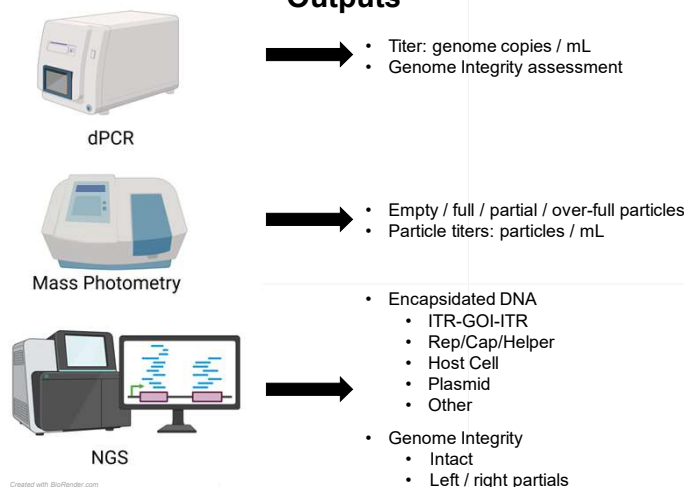 Outputs
• Titer: genome copies / mL
• Genome Integrity assessment
dPCR
• Empty / full / partial / over-full particles
• Particle titers: particles / mL
Mass Photometry
• Encapsidated DNA
• ITR-GOI-ITR
• Rep/Cap/Helper
• Host Cell
• Plasmid
• Other
• Genome Integrity
• Intact
• Left / right partials
NGS
Created with BioRender.com